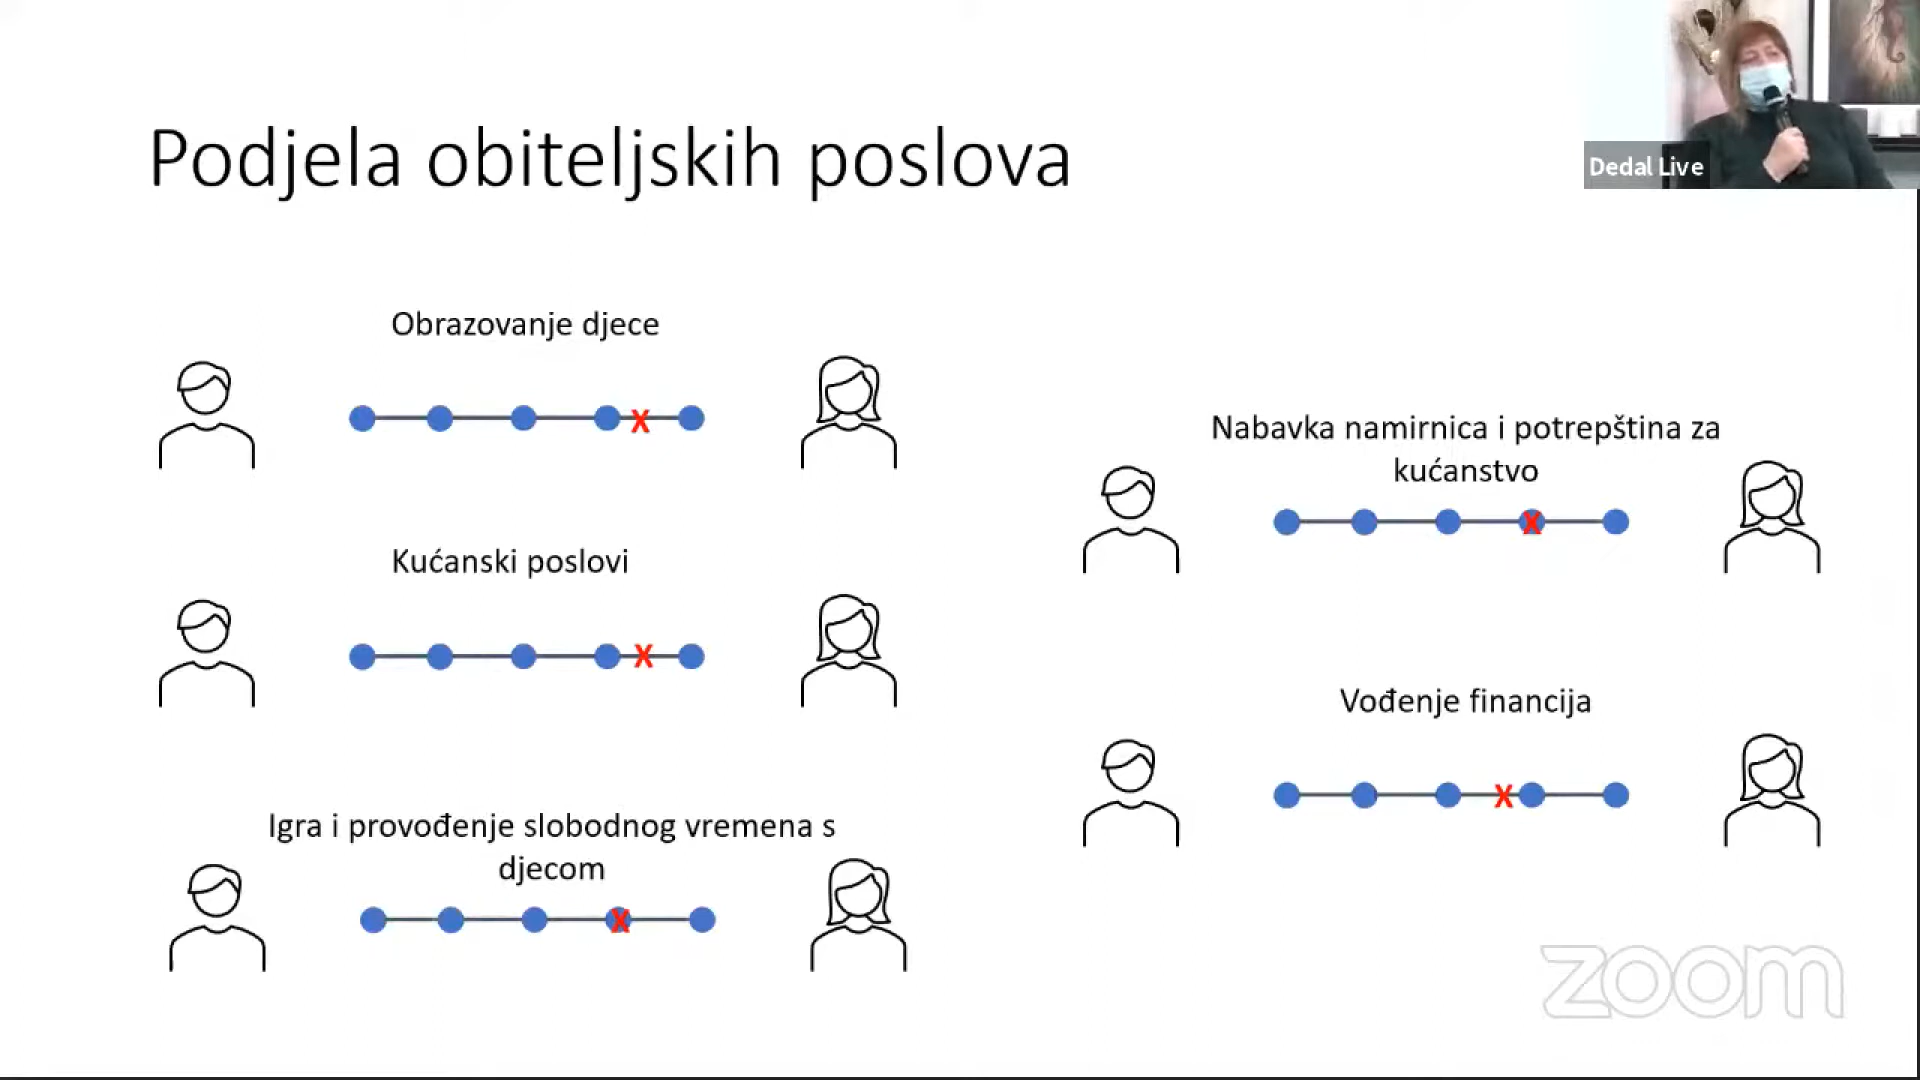 Podjela obiteljskih poslova
Dedal Live
Obrazovanje djece
X
Kućanski poslovi
X
Igra i provođenje slobodnog vremena s
djecom
X
Nabavka namirnica i potrepština za
kućanstvo
X
Vođenje financija
X
zoom